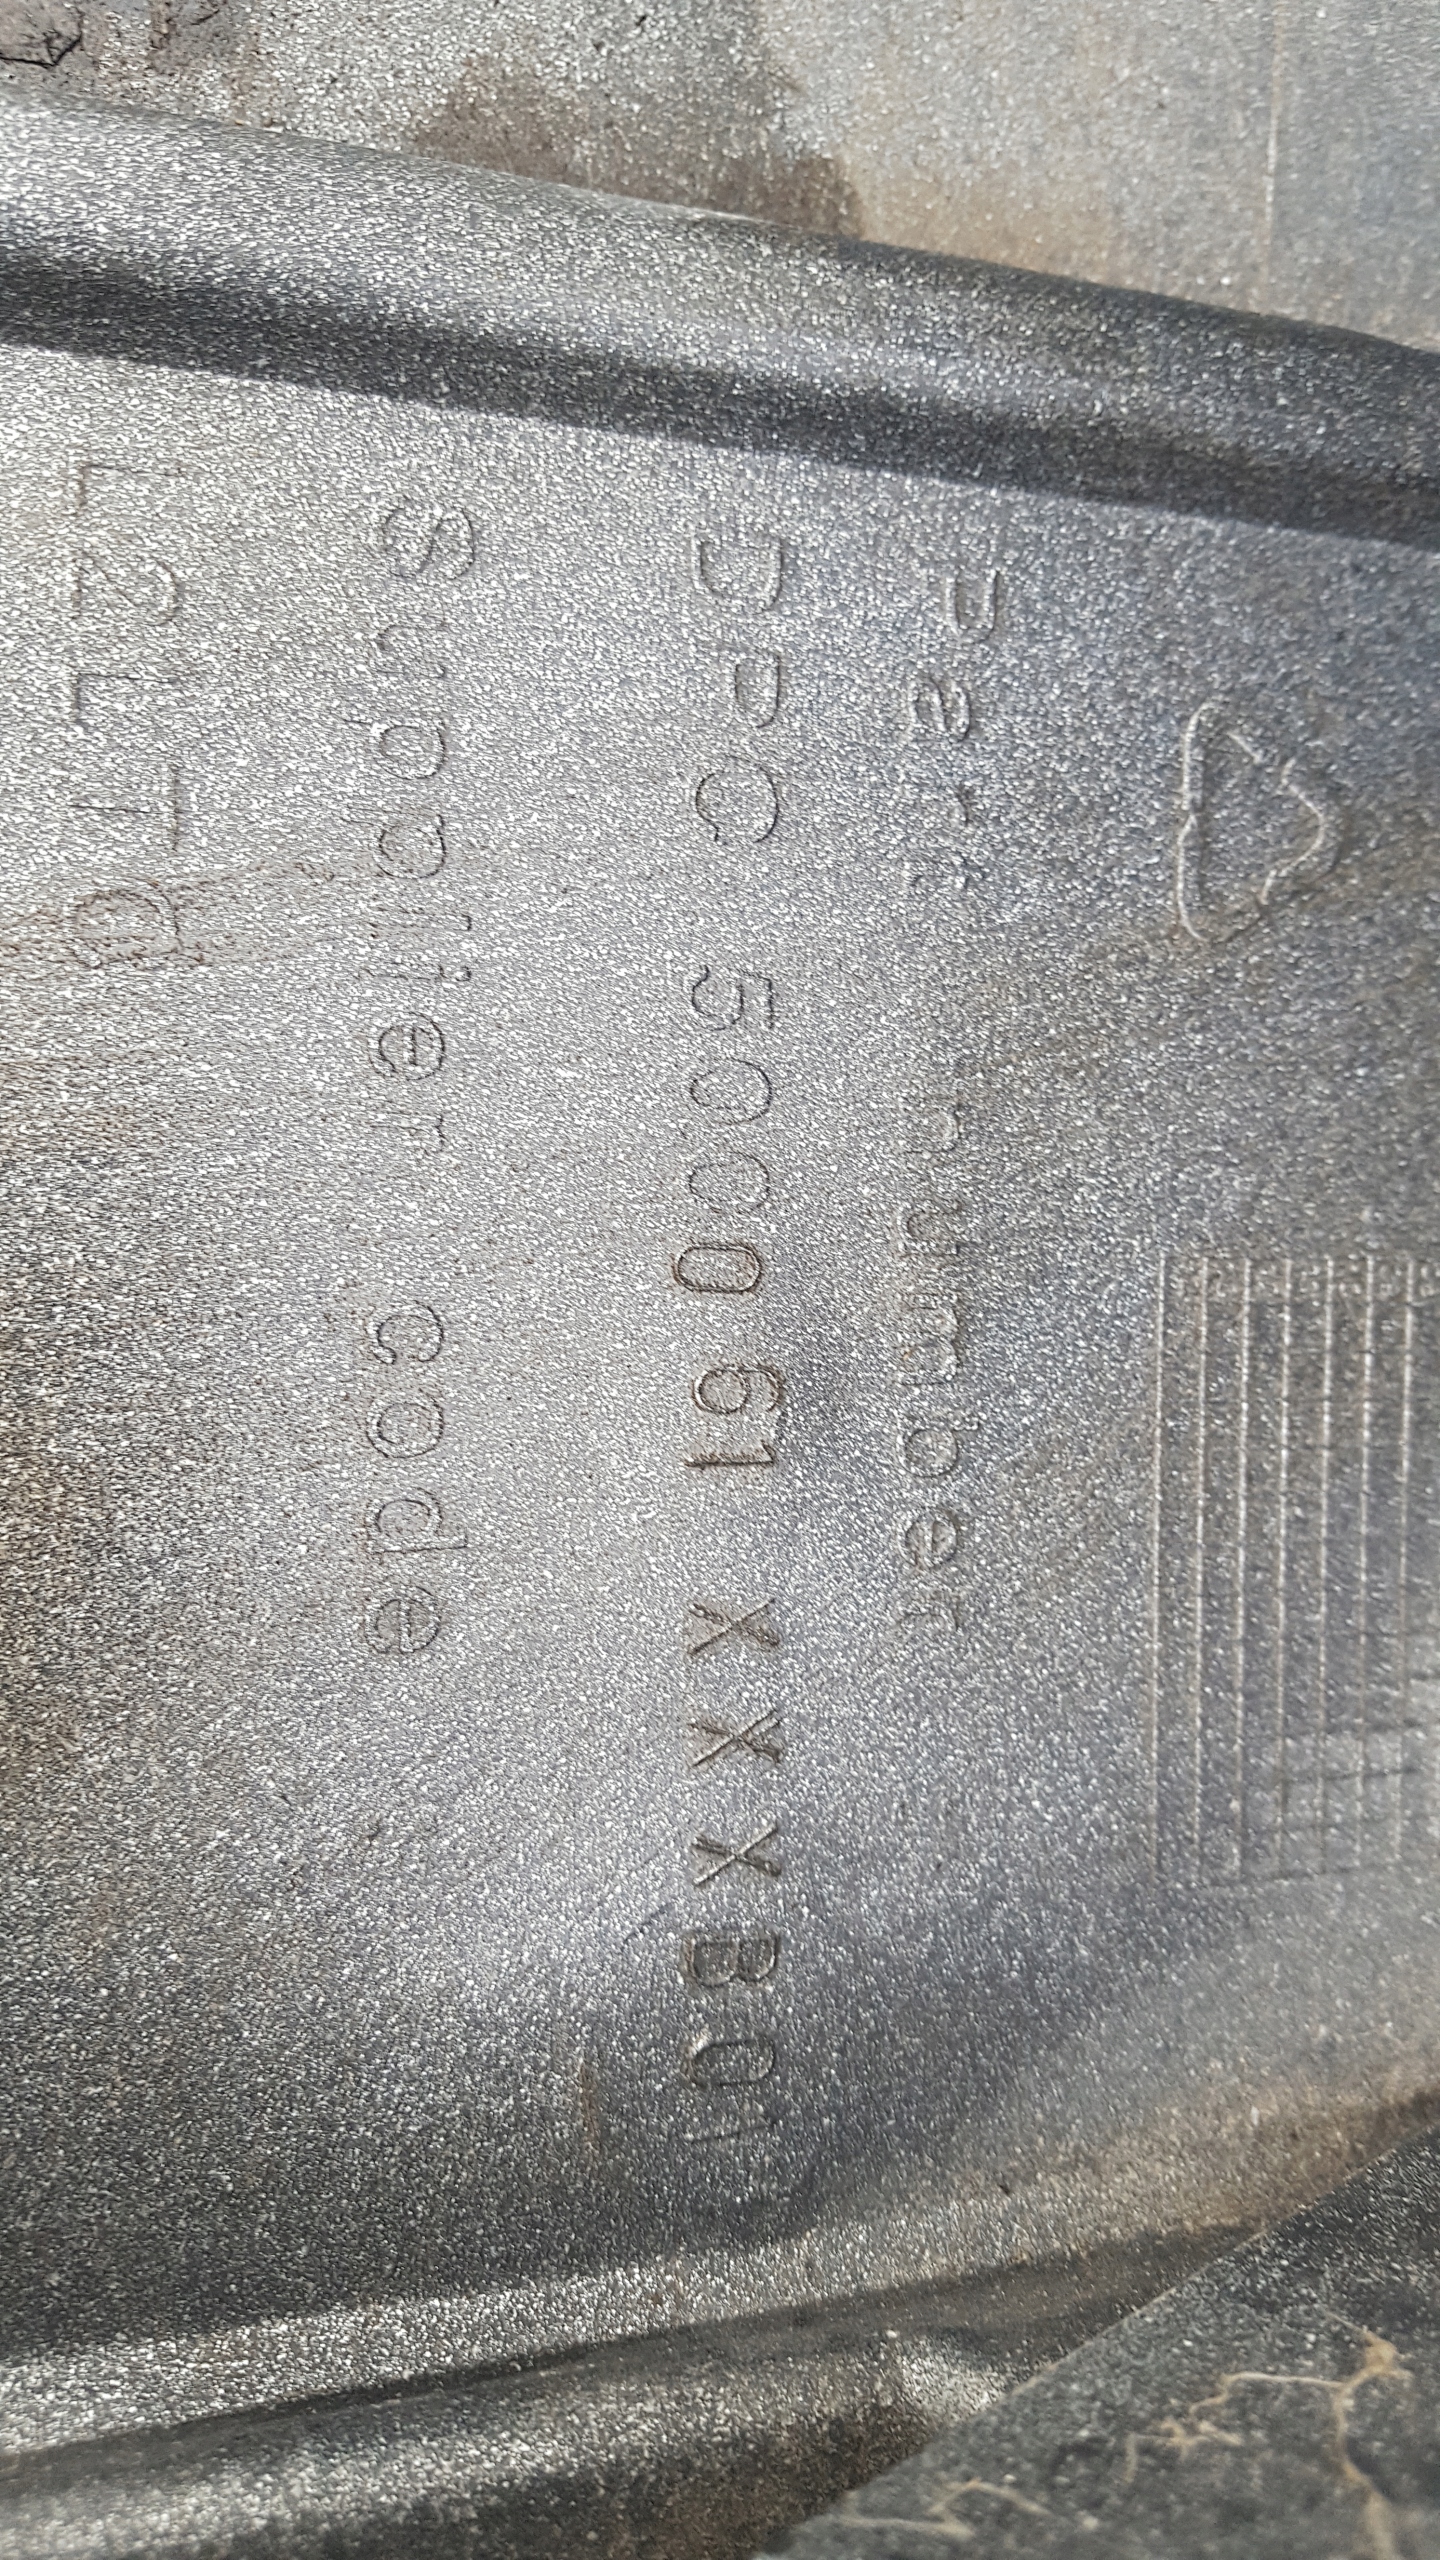 Part number
DPC 500061 XXXB01
Supplier code